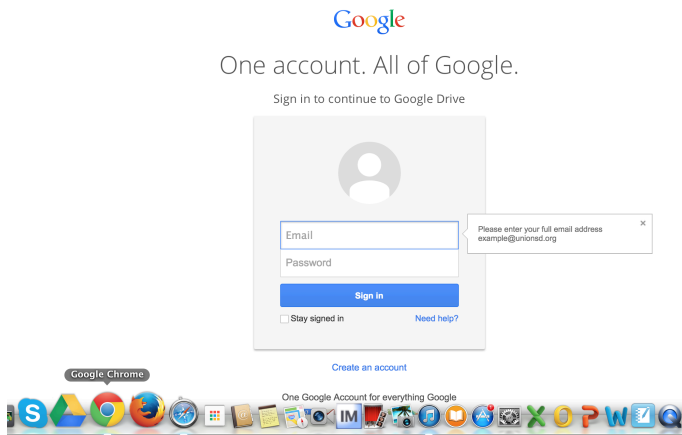 Google
One account. All of Google.
Sign in to continue to Google Drive
Email
Please enter your full email address
example@unionsd.org
Password
Sign in
Stay signed in
Need help?
Create an account
One Google Account for everything Google
Google Chrome
IM